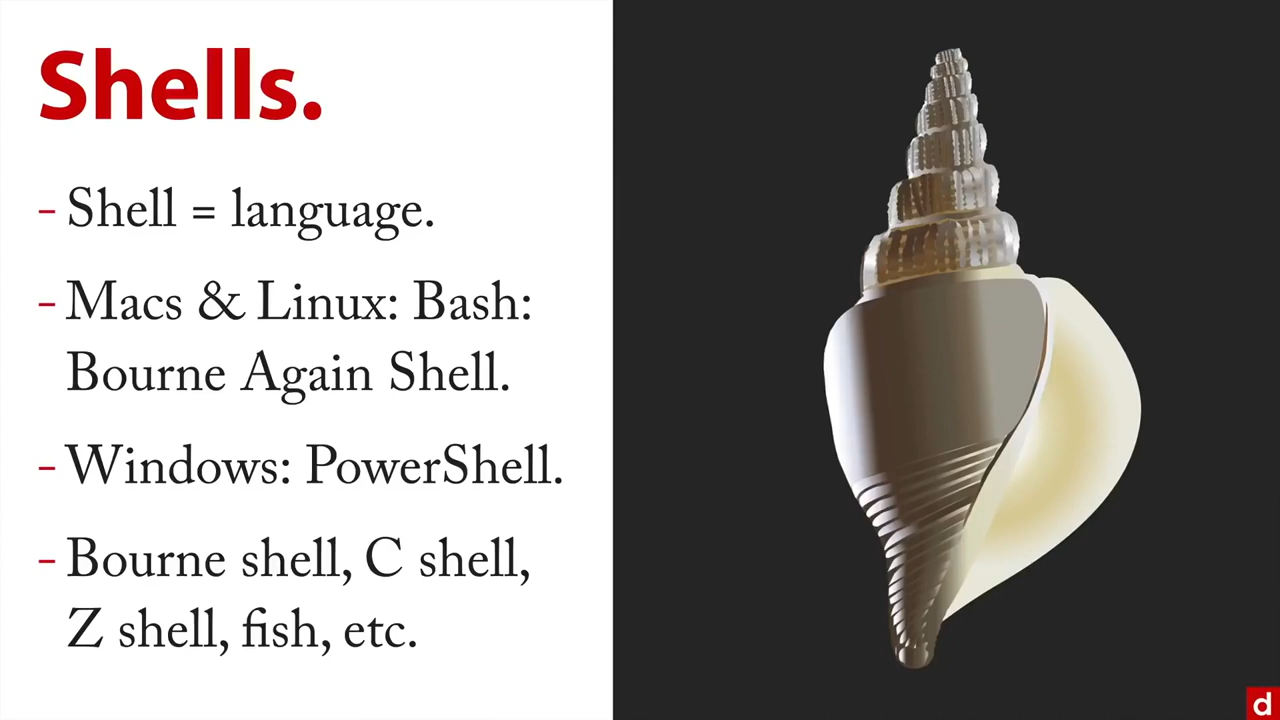 Shells.
- Shell = language.
- Macs & Linux: Bash:
Bourne Again Shell.
- Windows: PowerShell.
- Bourne shell, C shell,
Z shell, fish, etc.
d